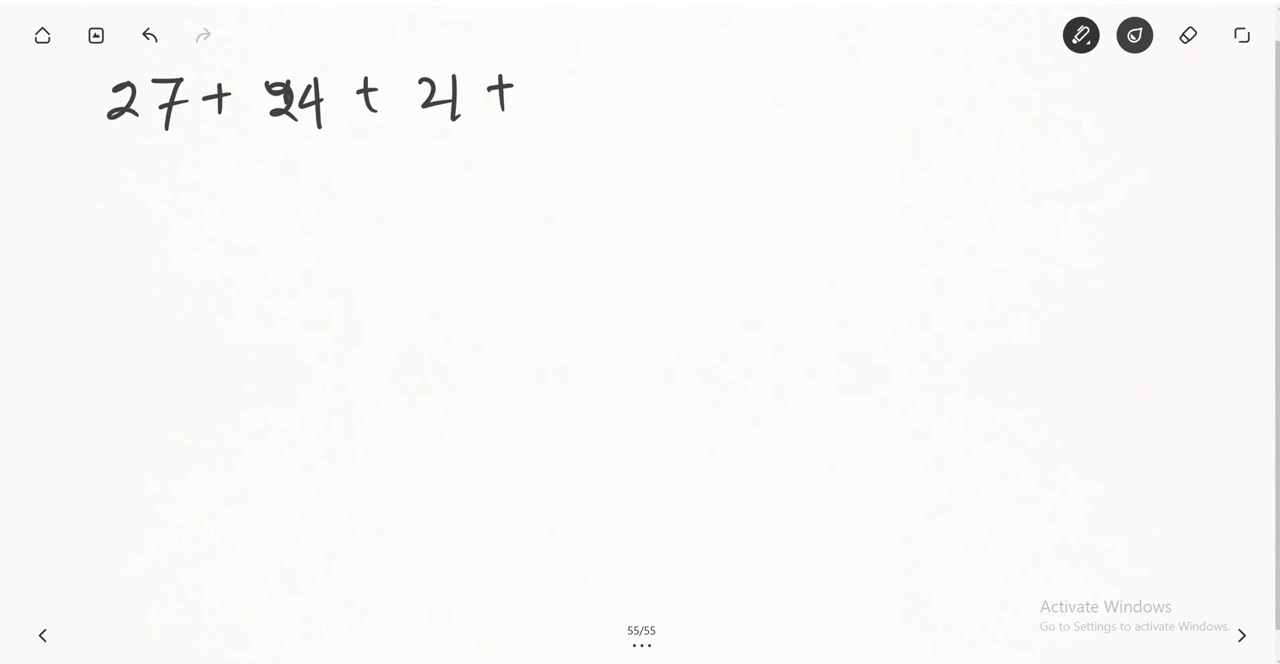 27 + 24 + 21 +
55/55
Activate Windows
Go to Settings to activate Windows.